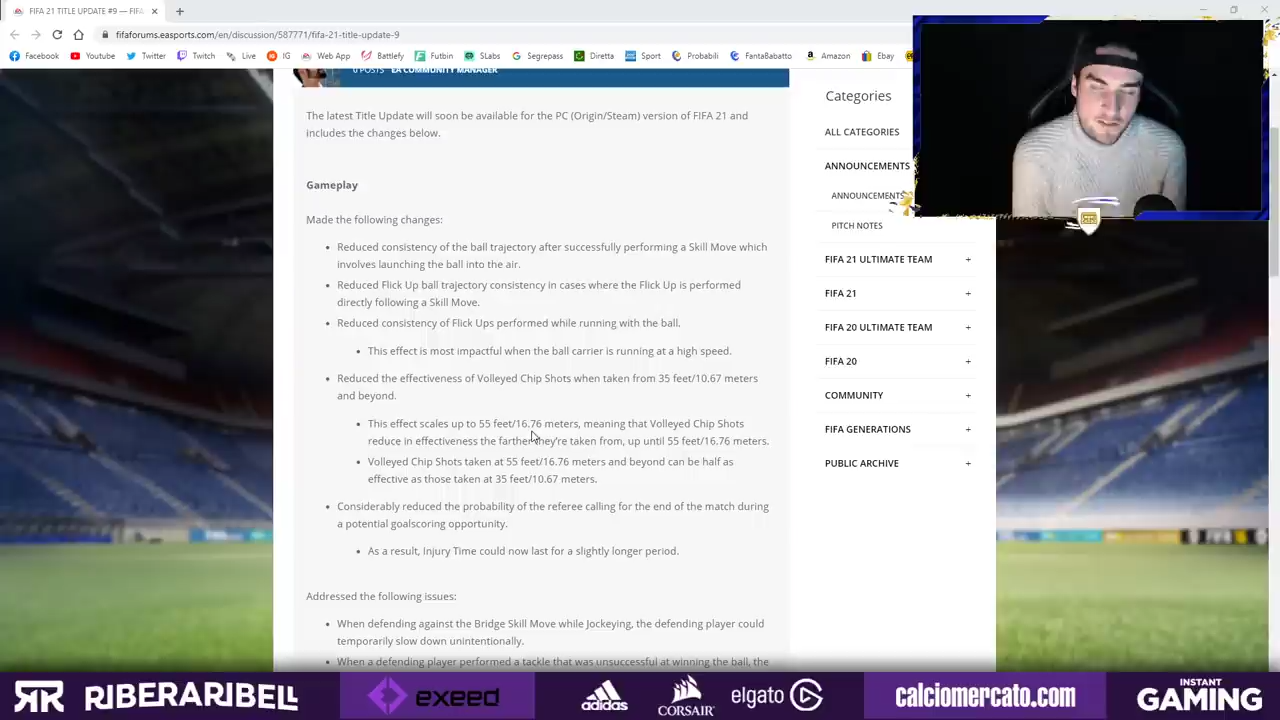 FIFA 21 TITLE UPDATE #9 — FIFA
fifaforums.easports.com/en/discussion/587771/fifa-21-title-update-9
Facebook Youtube Twitter Twitch Live IG Web App Battlefy Futbin SLabs Segrepass Diretta Sport Probabili FantaBabatto Amazon Ebay
0 POSTS EA COMMUNITY MANAGER
The latest Title Update will soon be available for the PC (Origin/Steam) version of FIFA 21 and
includes the changes below.
Gameplay
Made the following changes:
Reduced consistency of the ball trajectory after successfully performing a Skill Move which
involves launching the ball into the air.
Reduced Flick Up ball trajectory consistency in cases where the Flick Up is performed
directly following a Skill Move.
Reduced consistency of Flick Ups performed while running with the ball.
This effect is most impactful when the ball carrier is running at a high speed.
Reduced the effectiveness of Volleyed Chip Shots when taken from 35 feet/10.67 meters
and beyond.
This effect scales up to 55 feet/16.76 meters, meaning that Volleyed Chip Shots
reduce in effectiveness the farther they're taken from, up until 55 feet/16.76 meters.
Volleyed Chip Shots taken at 55 feet/16.76 meters and beyond can be half as
effective as those taken at 35 feet/10.67 meters.
Considerably reduced the probability of the referee calling for the end of the match during
a potential goalscoring opportunity.
As a result, Injury Time could now last for a slightly longer period.
Addressed the following issues:
When defending against the Bridge Skill Move while Jockeying, the defending player could
temporarily slow down unintentionally.
When a defending player performed a tackle that was unsuccessful at winning the ball, the
Categories
ALL CATEGORIES
ANNOUNCEMENTS
ANNOUNCEMENTS
PITCH NOTES
FIFA 21 ULTIMATE TEAM +
FIFA 21 +
FIFA 20 ULTIMATE TEAM +
FIFA 20 +
COMMUNITY +
FIFA GENERATIONS +
PUBLIC ARCHIVE +
RR RIBERARIBELL exeed adidas CORSAIR elgato calciomercato.com INSTANT GAMING